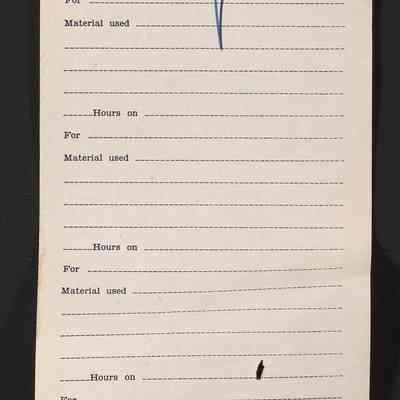 For
Material used
Hours on
For
Material used
Hours on
For
Material used
Hours on
For